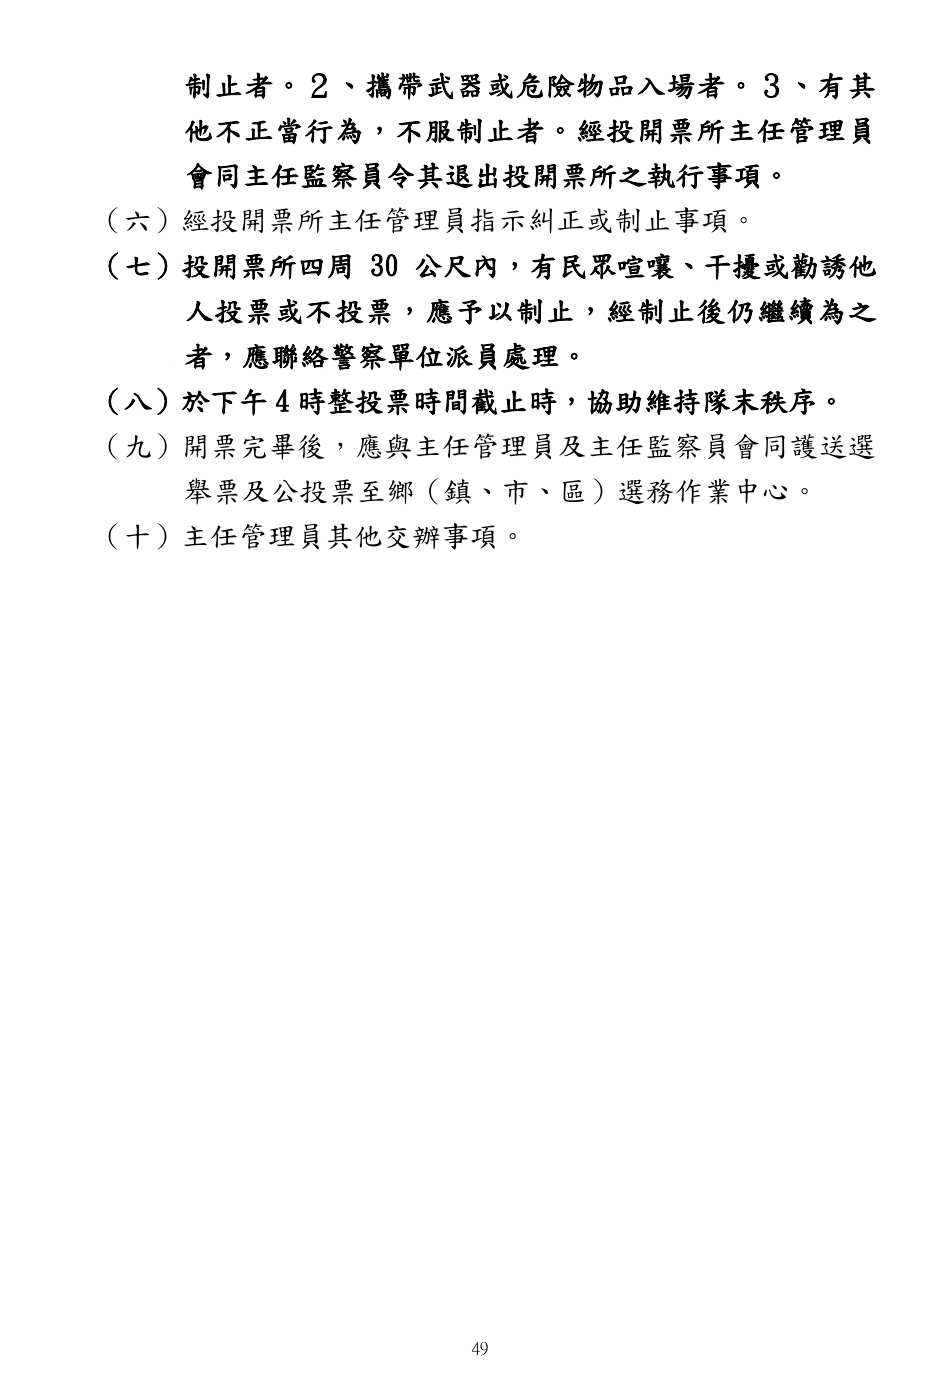 制止者。２、攜帶武器或危險物品入場者。３、有其
他不正當行為，不服制止者。經投開票所主任管理員
會同主任監察員令其退出投開票所之執行事項。
（六）經投開票所主任管理員指示糾正或制止事項。
（七）投開票所四周 30 公尺內，有民眾喧嚷、干擾或勸誘他
人投票或不投票，應予以制止，經制止後仍繼續為之
者，應聯絡警察單位派員處理。
（八）於下午 4 時整投票時間截止時，協助維持隊末秩序。
（九）開票完畢後，應與主任管理員及主任監察員會同護送選
舉票及公投票至鄉（鎮、市、區）選務作業中心。
（十）主任管理員其他交辦事項。
49